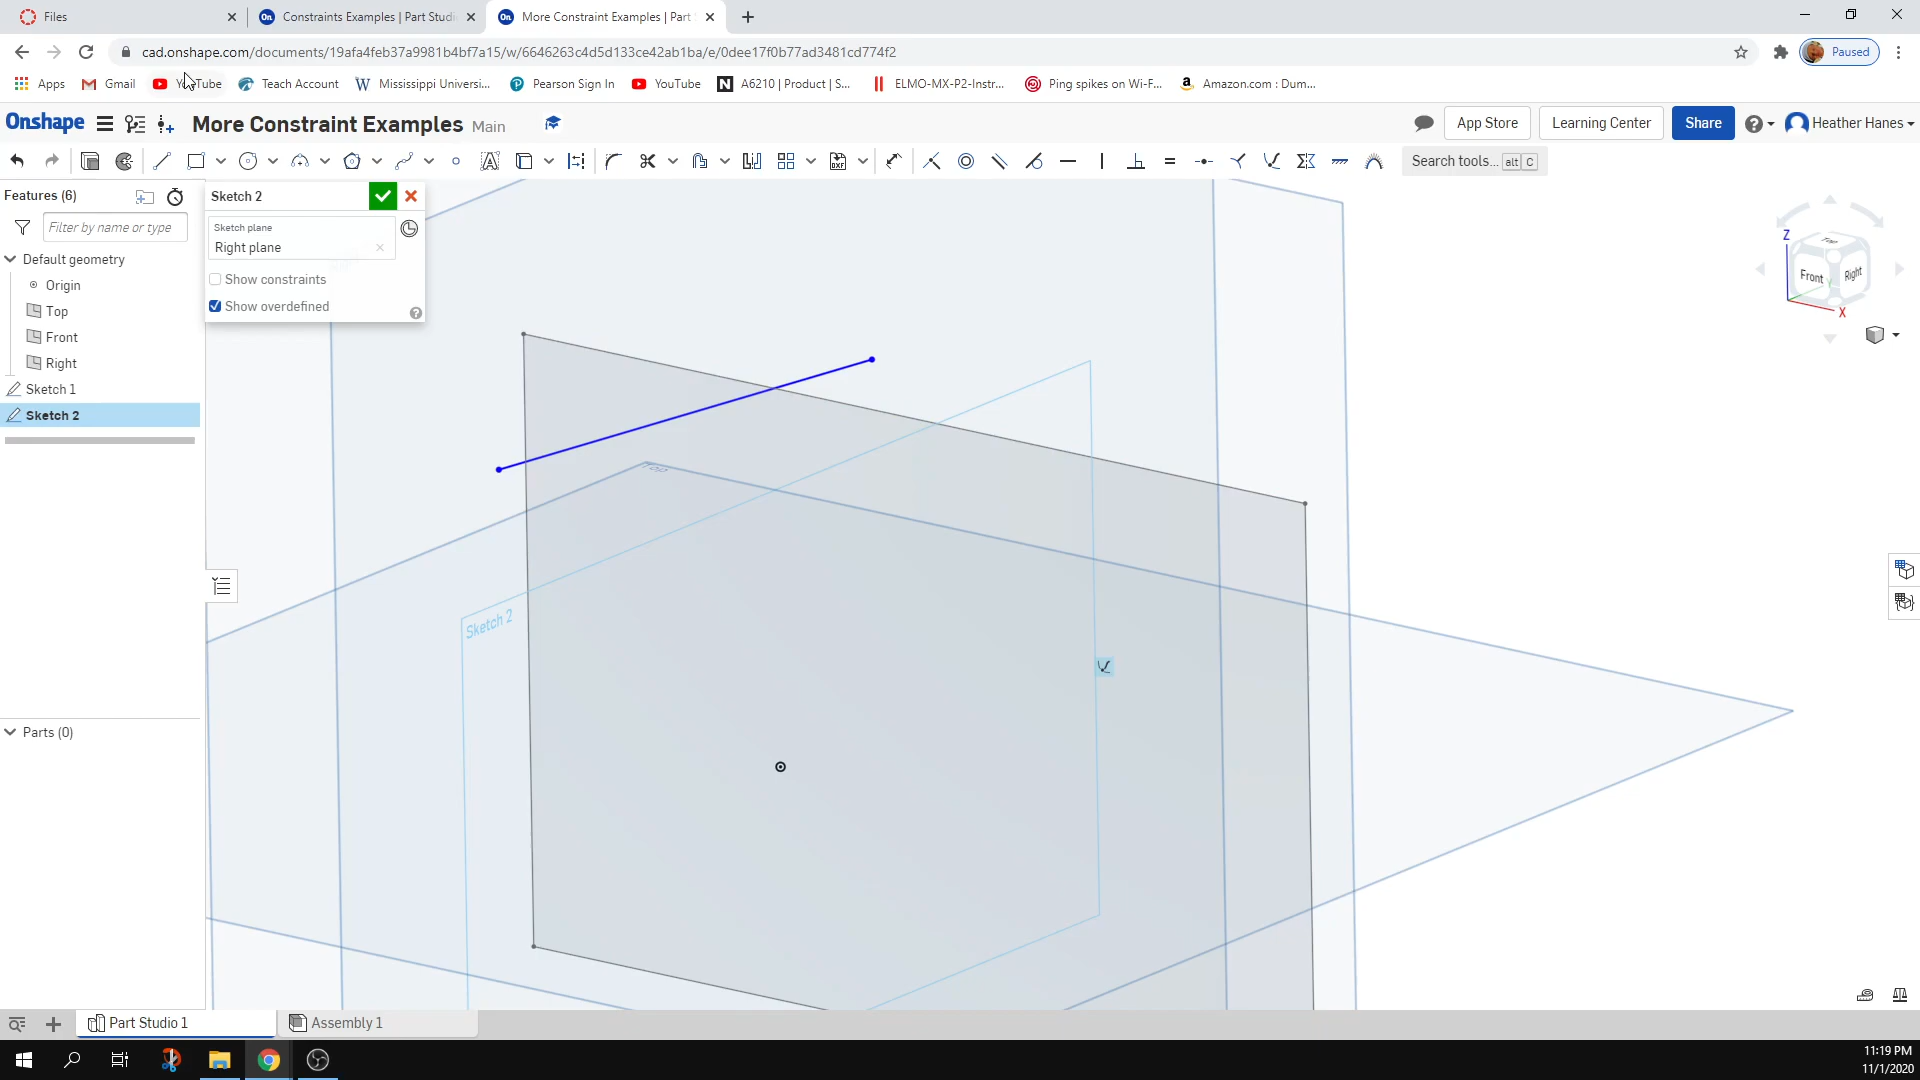 Files
Constraints Examples | Part Studi
More Constraint Examples | Part
cad.onshape.com/documents/19afa4feb37a9981b4bf7a15/w/6646263c4d5d133ce42ab1ba/e/0dee17f0b77ad3481cd774f2
Paused
Apps
Gmail
YouTube
Teach Account
Mississippi Universi...
Pearson Sign In
YouTube
A6210 | Product | S...
ELMO-MX-P2-Instr...
Ping spikes on Wi-F...
Amazon.com : Dum...
Onshape
More Constraint Examples Main
App Store
Learning Center
Share
Heather Hanes
Search tools... alt C
Features (6)
Filter by name or type
Default geometry
Origin
Top
Front
Right
Sketch 1
Sketch 2
Sketch 2
Sketch plane
Right plane
Show constraints
Show overdefined
Top
Sketch 2
Z
Top
Front
Right
Y
X
Parts (0)
Part Studio 1
Assembly 1
11:19 PM
11/1/2020